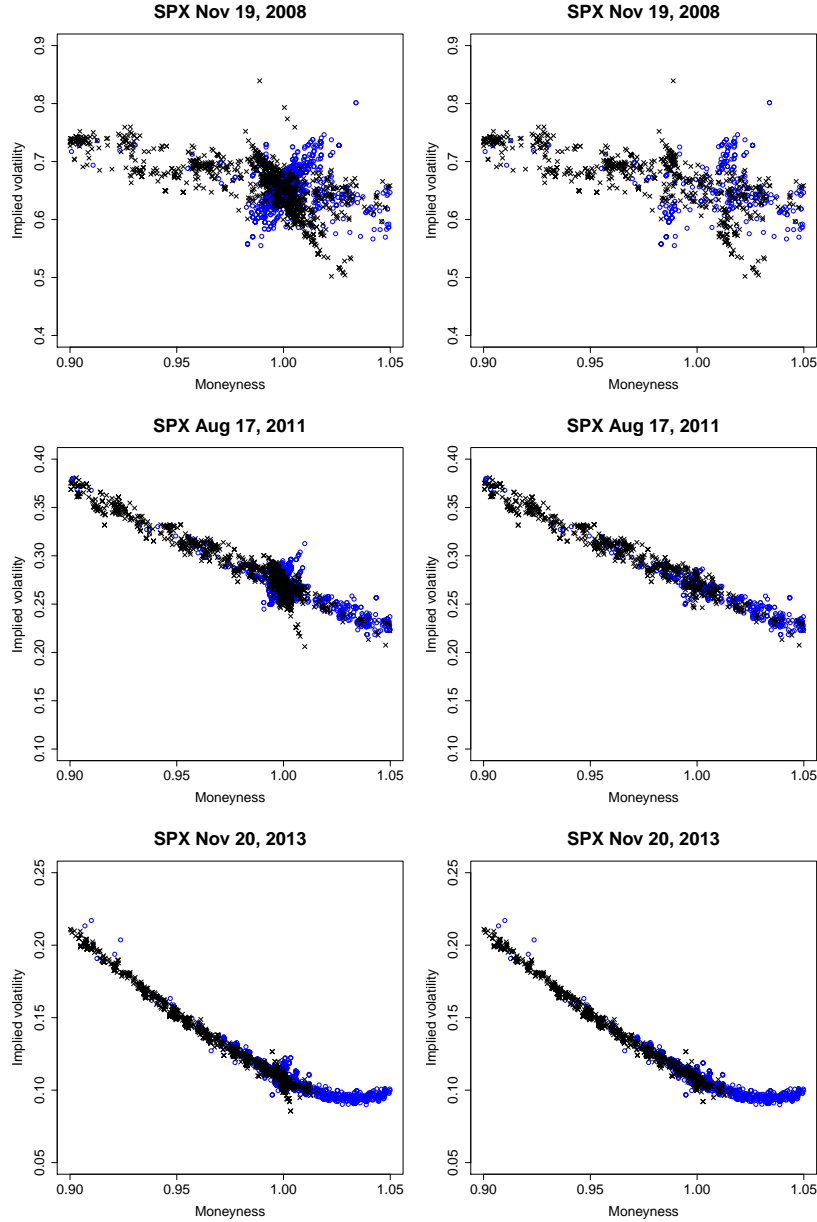 SPX Nov 19, 2008
SPX Nov 19, 2008
Implied volatility
0.4 0.5 0.6 0.7 0.8 0.9
0.90 0.95 1.00 1.05
Moneyness
Implied volatility
0.4 0.5 0.6 0.7 0.8 0.9
0.90 0.95 1.00 1.05
Moneyness
SPX Aug 17, 2011
SPX Aug 17, 2011
Implied volatility
0.10 0.15 0.20 0.25 0.30 0.35 0.40
0.90 0.95 1.00 1.05
Moneyness
Implied volatility
0.10 0.15 0.20 0.25 0.30 0.35 0.40
0.90 0.95 1.00 1.05
Moneyness
SPX Nov 20, 2013
SPX Nov 20, 2013
Implied volatility
0.05 0.10 0.15 0.20 0.25
0.90 0.95 1.00 1.05
Moneyness
Implied volatility
0.05 0.10 0.15 0.20 0.25
0.90 0.95 1.00 1.05
Moneyness